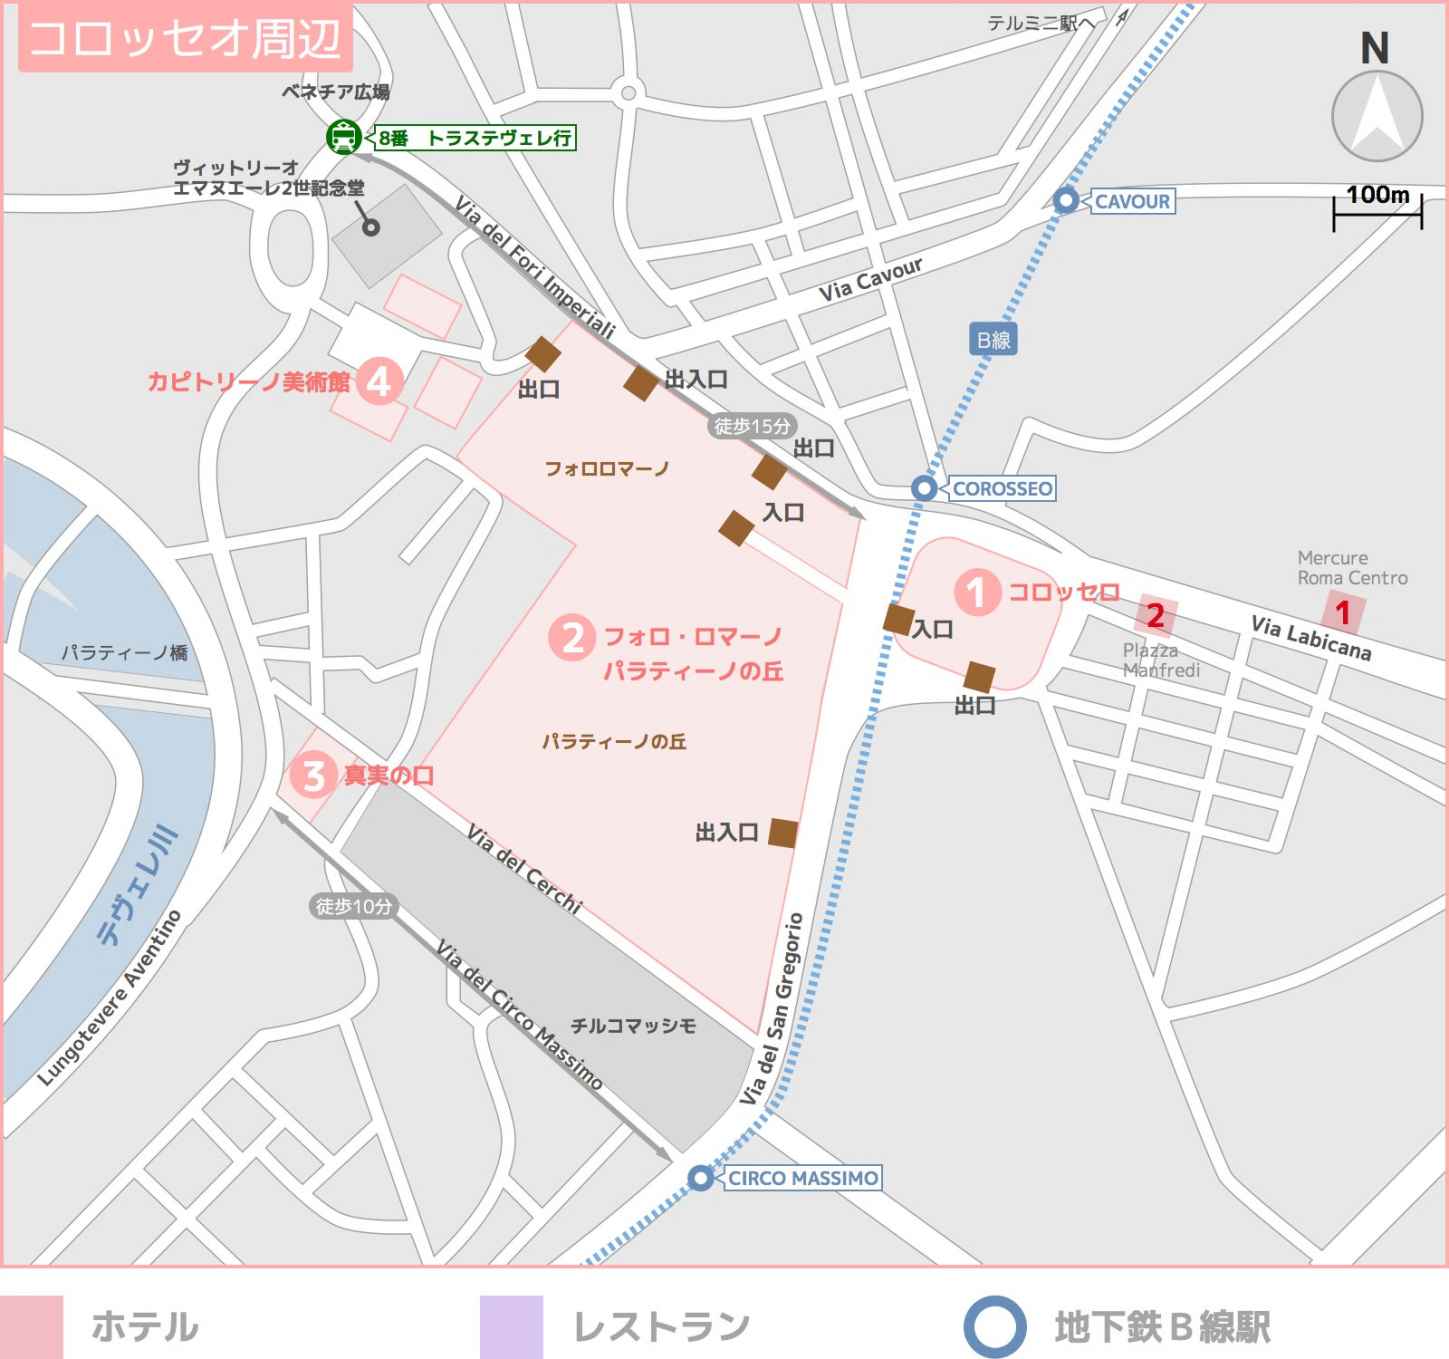 コロッセオ周辺
テルミニ駅へ
N
100m
ベネチア広場
8番　トラステヴェレ行
ヴィットリーオ
エマヌエーレ2世記念堂
Via del Fori Imperiali
CAVOUR
Via Cavour
B線
カピトリーノ美術館
4
出口
出入口
徒歩15分
出口
フォロロマーノ
入口
COROSSEO
1 コロッセロ
入口
出口
Mercure
Roma Centro
1
2
Plazza
Manfredi
Via Labicana
2 フォロ・ロマーノ
パラティーノの丘
パラティーノ橋
パラティーノの丘
3 真実の口
出入口
テヴェレ川
Via del Cerchi
徒歩10分
Lungotevere Aventino
Via del Circo Massimo
チルコマッシモ
Via del San Gregorio
CIRCO MASSIMO
ホテル
レストラン
地下鉄B線駅